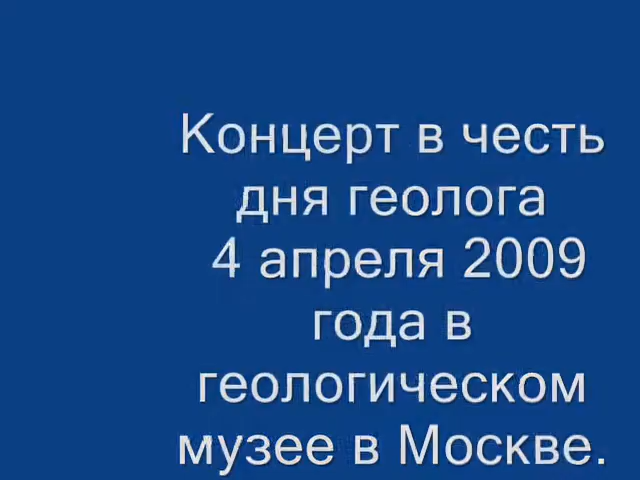 Концерт в честь
дня геолога
4 апреля 2009
года в
геологическом
музее в Москве.